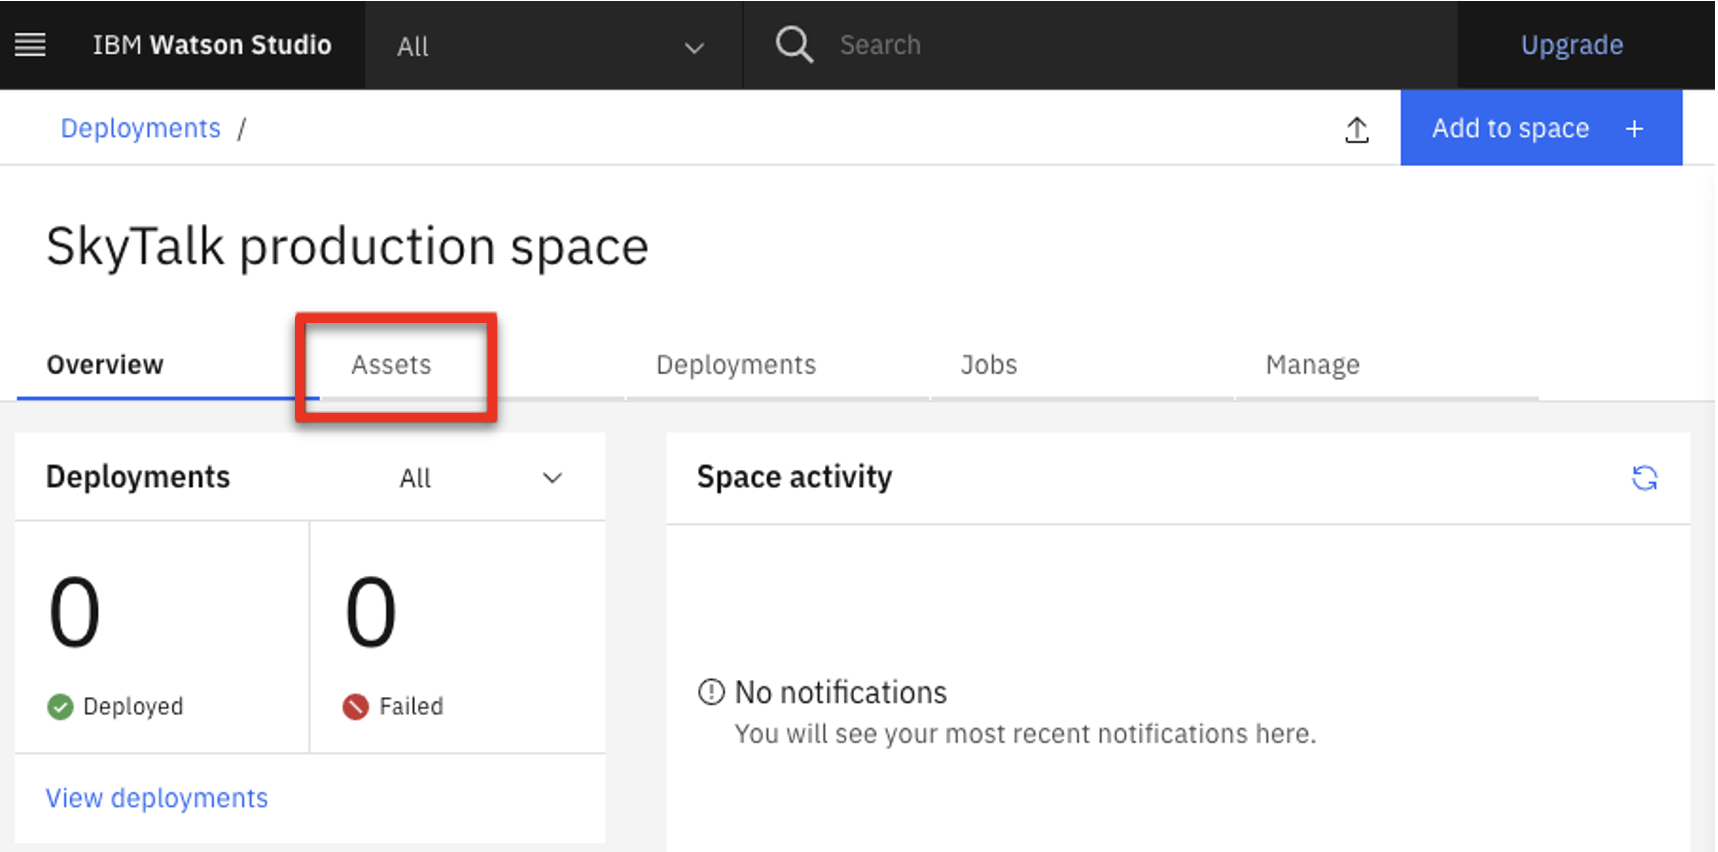 IBM Watson Studio
All
Search
Upgrade
Deployments /
Add to space +
SkyTalk production space
Overview
Assets
Deployments
Jobs
Manage
Deployments
All
0
0
Deployed
Failed
View deployments
Space activity
No notifications
You will see your most recent notifications here.